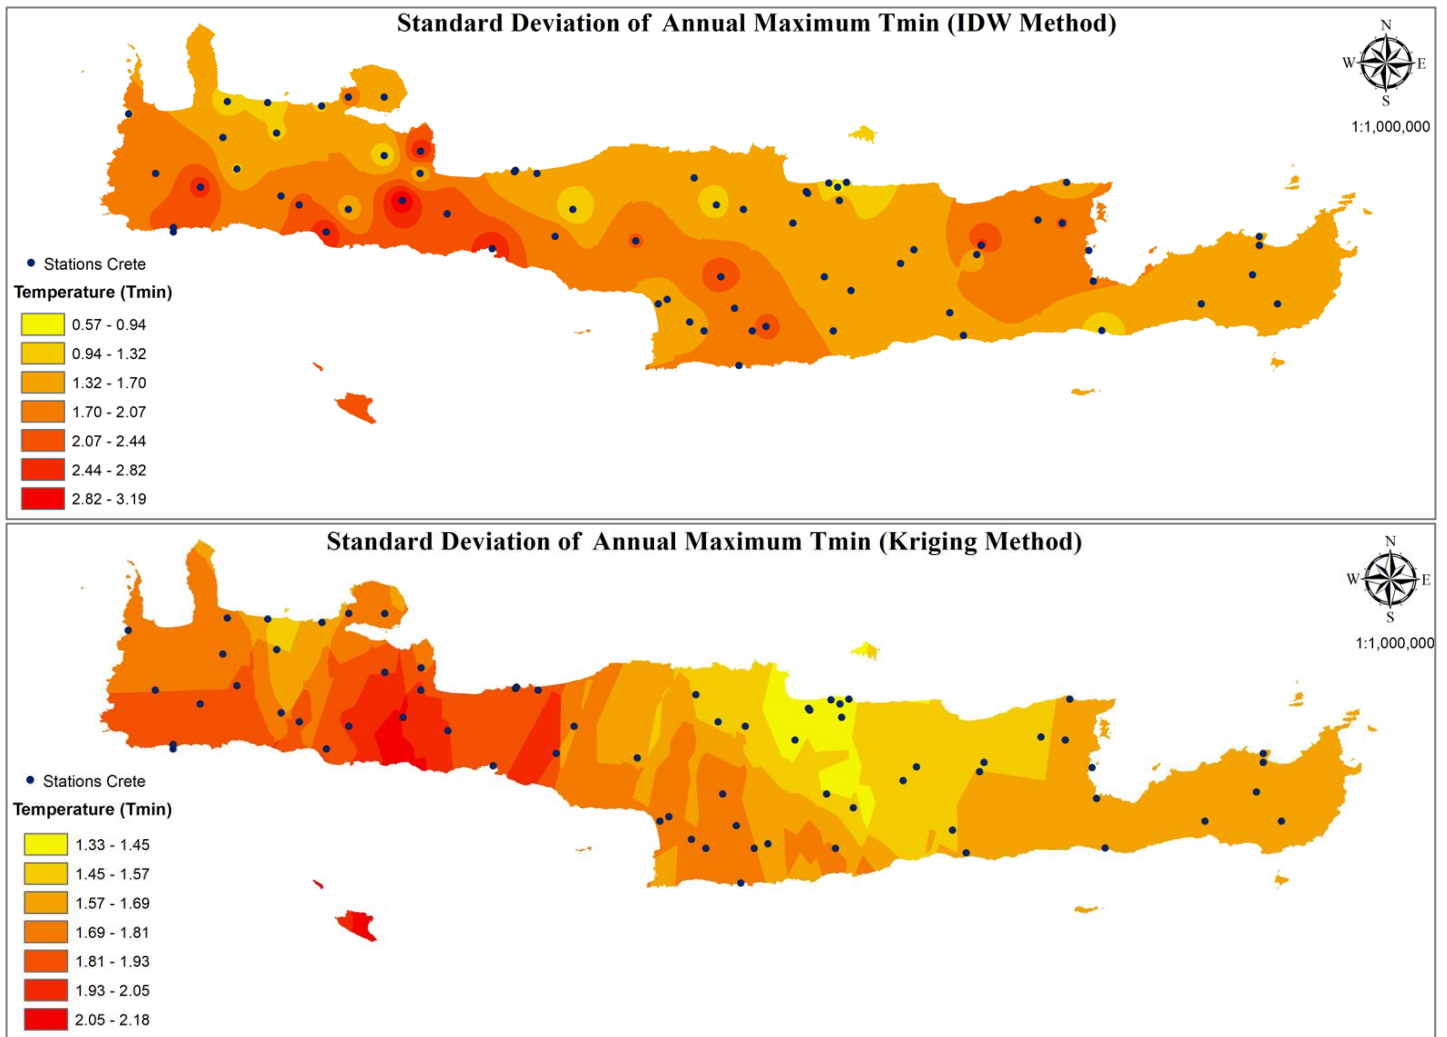 Standard Deviation of Annual Maximum Tmin (IDW Method)
N
W E
S
1:1,000,000
Stations Crete
Temperature (Tmin)
0.57 - 0.94
0.94 - 1.32
1.32 - 1.70
1.70 - 2.07
2.07 - 2.44
2.44 - 2.82
2.82 - 3.19
Standard Deviation of Annual Maximum Tmin (Kriging Method)
N
W E
S
1:1,000,000
Stations Crete
Temperature (Tmin)
1.33 - 1.45
1.45 - 1.57
1.57 - 1.69
1.69 - 1.81
1.81 - 1.93
1.93 - 2.05
2.05 - 2.18